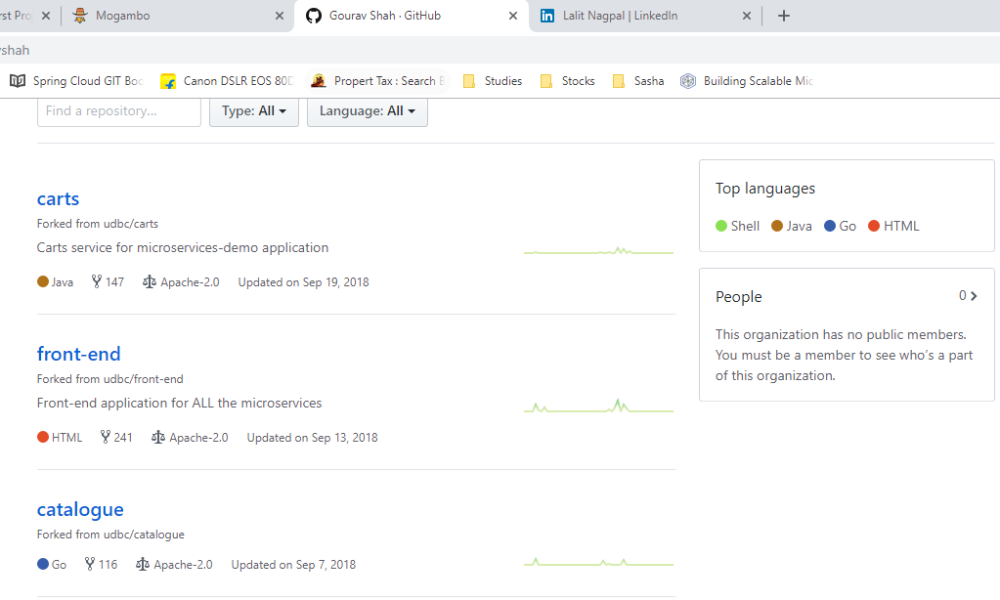 rst Pro
Mogambo
Gourav Shah · GitHub
Lalit Nagpal | LinkedIn
shah
Spring Cloud GIT Boo
Canon DSLR EOS 80D
Propert Tax : Search B
Studies
Stocks
Sasha
Building Scalable Mic
Find a repository...
Type: All
Language: All
carts
Forked from udbc/carts
Carts service for microservices-demo application
Java 147 Apache-2.0 Updated on Sep 19, 2018
front-end
Forked from udbc/front-end
Front-end application for ALL the microservices
HTML 241 Apache-2.0 Updated on Sep 13, 2018
catalogue
Forked from udbc/catalogue
Go 116 Apache-2.0 Updated on Sep 7, 2018
Top languages
Shell Java Go HTML
People 0
This organization has no public members.
You must be a member to see who's a part
of this organization.